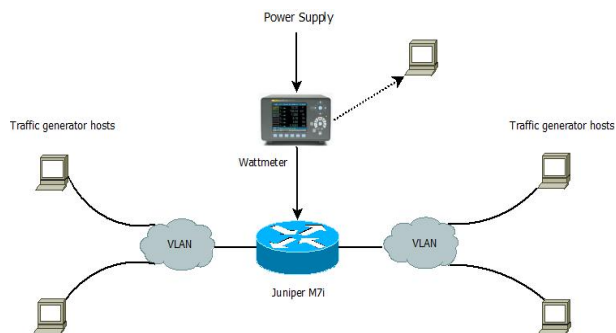 Power Supply
Traffic generator hosts
Traffic generator hosts
Wattmeter
VLAN
VLAN
Juniper M7i